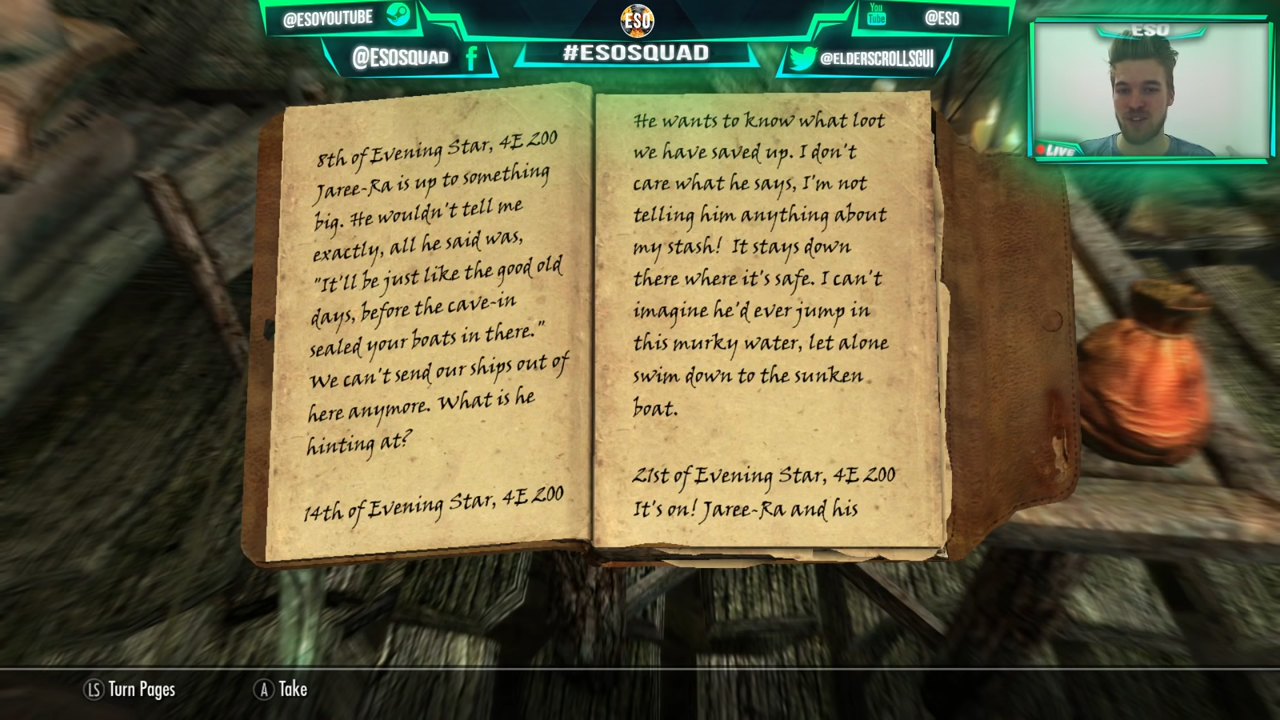 @ESOYOUTUBE
ESO
You
Tube
@ESO
@ESOSQUAD
#ESOSQUAD
@ELDERSCROLLSGUI
ESO
LIVE
8th of Evening Star, 4E 200
Jaree-Ra is up to something
big. He wouldn't tell me
exactly, all he said was,
"It'll be just like the good old
days, before the cave-in
sealed your boats in there."
We can't send our ships out of
here anymore. What is he
hinting at?
14th of Evening Star, 4E 200
He wants to know what loot
we have saved up. I don't
care what he says, I'm not
telling him anything about
my stash! It stays down
there where it's safe. I can't
imagine he'd ever jump in
this murky water, let alone
swim down to the sunken
boat.
21st of Evening Star, 4E 200
It's on! Jaree-Ra and his
LS Turn Pages
A Take